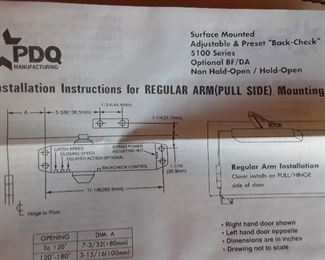 PDQ
MANUFACTURING
Surface Mounted
Adjustable & Preset "Back-Check"
5100 Series
Optional BF/DA
Non Hold-Open / Hold-Open
nstallation Instructions for REGULAR ARM(PULL SIDE) Mounting
A
5-3/8(136.5mm)
1-3/4(44.4mm)
1-1/4(31.7mm)
LATCH SPEED
CLOSING SPEED
DELAYED ACTION (OPTIONAL)
SPRING POWER
ADJUSTING NUT
BACKCHECK CONTROL
1-1/16
11-1/8(282.5mm)
℄ Hinge or Pivot
Regular Arm Installation
Closer installs on PULL/HINGE
side of door
OPENING DIM. A
To 120° 7-3/32(180mm)
120°-180° 3-15/16(100mm)
• Right hand door shown
• Left hand door opposite
• Dimensions are in inches
• Drawing not to scale